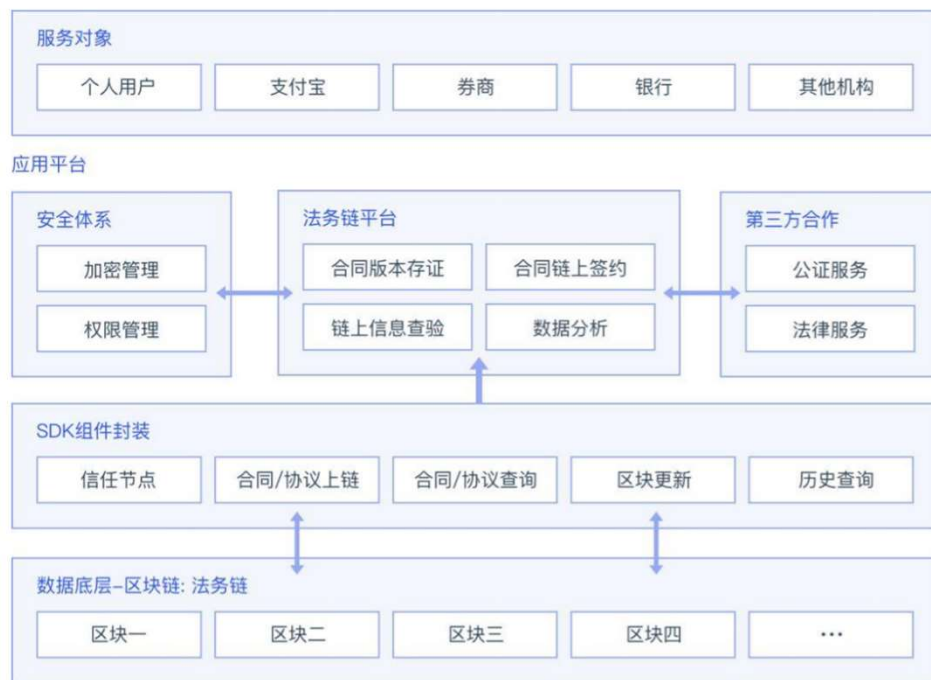 服务对象
个人用户 支付宝 券商 银行 其他机构
应用平台
安全体系 法务链平台 第三方合作
加密管理 合同版本存证 合同链上签约 公证服务
权限管理 链上信息查验 数据分析 法律服务
SDK组件封装
信任节点 合同/协议上链 合同/协议查询 区块更新 历史查询
数据底层-区块链: 法务链
区块一 区块二 区块三 区块四 ···